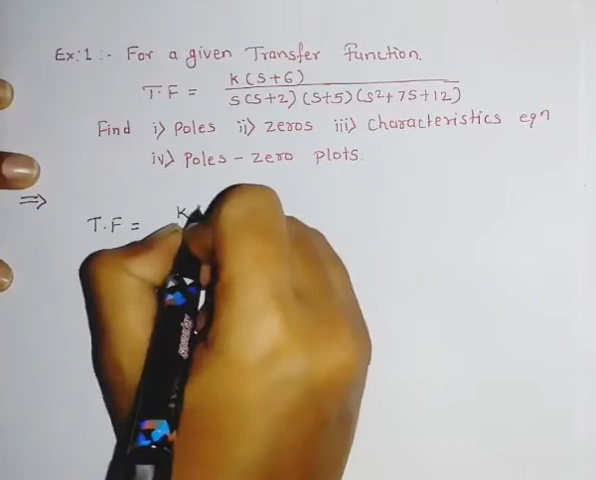 Ex:1:- For a given Transfer Function.
K(S+6)
T.F =
S(S+2) (S+5) (S²+7S+12)
Find i) Poles ii) zeros iii) characteristics eqn
iv) Poles - zero plots.
⇒
T.F = K